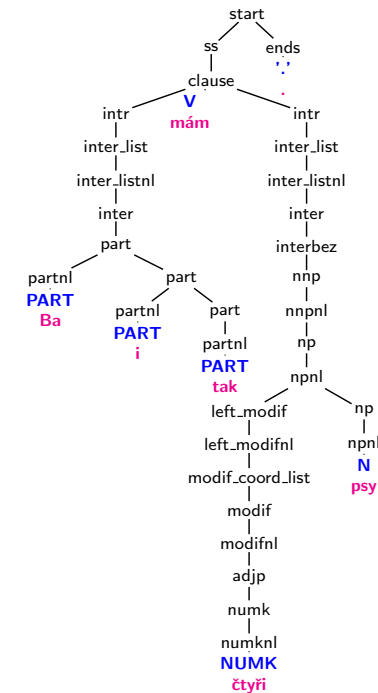 start
ss ends
'.'
clause .
intr V intr
mám
inter_list inter_list
inter_listnl inter_listnl
inter inter
part interbez
partnl part nnp
PART partnl part nnpnl
Ba PART partnl np
i PART
tak npnl
left_modif np
left_modifnl npnl
modif_coord_list N
modif psy
modifnl
adjp
numk
numknl
NUMK
čtyři